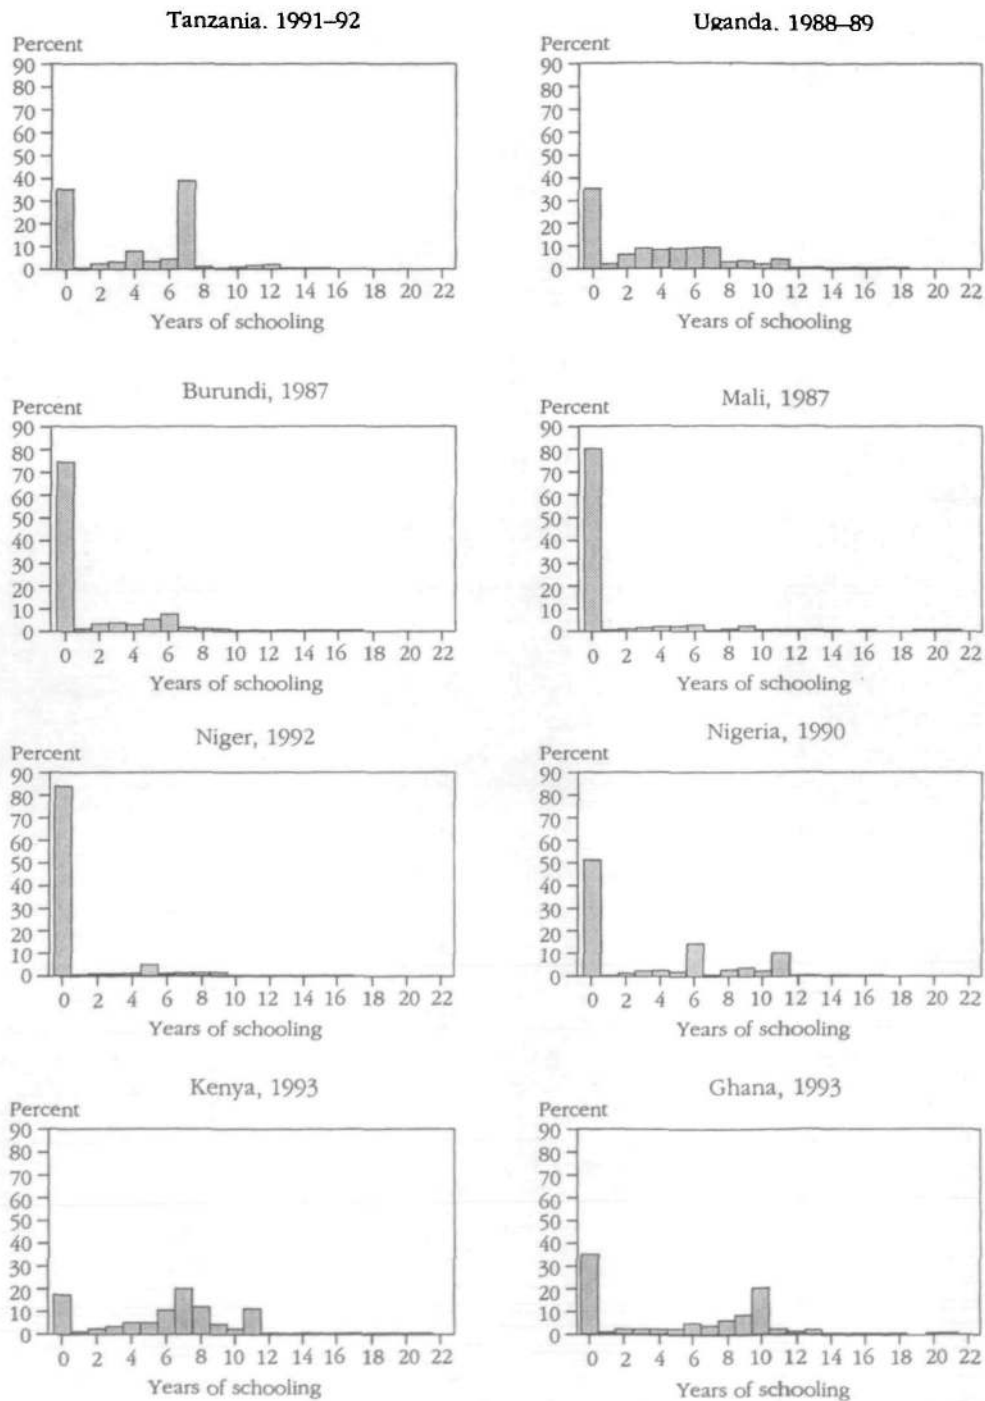 Tanzania. 1991–92
Percent
90
80
70
60
50
40
30
20
10
0
0 2 4 6 8 10 12 14 16 18 20 22
Years of schooling
Uganda. 1988–89
Percent
90
80
70
60
50
40
30
20
10
0
0 2 4 6 8 10 12 14 16 18 20 22
Years of schooling
Burundi, 1987
Percent
90
80
70
60
50
40
30
20
10
0
0 2 4 6 8 10 12 14 16 18 20 22
Years of schooling
Mali, 1987
Percent
90
80
70
60
50
40
30
20
10
0
0 2 4 6 8 10 12 14 16 18 20 22
Years of schooling
Niger, 1992
Percent
90
80
70
60
50
40
30
20
10
0
0 2 4 6 8 10 12 14 16 18 20 22
Years of schooling
Nigeria, 1990
Percent
90
80
70
60
50
40
30
20
10
0
0 2 4 6 8 10 12 14 16 18 20 22
Years of schooling
Kenya, 1993
Percent
90
80
70
60
50
40
30
20
10
0
0 2 4 6 8 10 12 14 16 18 20 22
Years of schooling
Ghana, 1993
Percent
90
80
70
60
50
40
30
20
10
0
0 2 4 6 8 10 12 14 16 18 20 22
Years of schooling